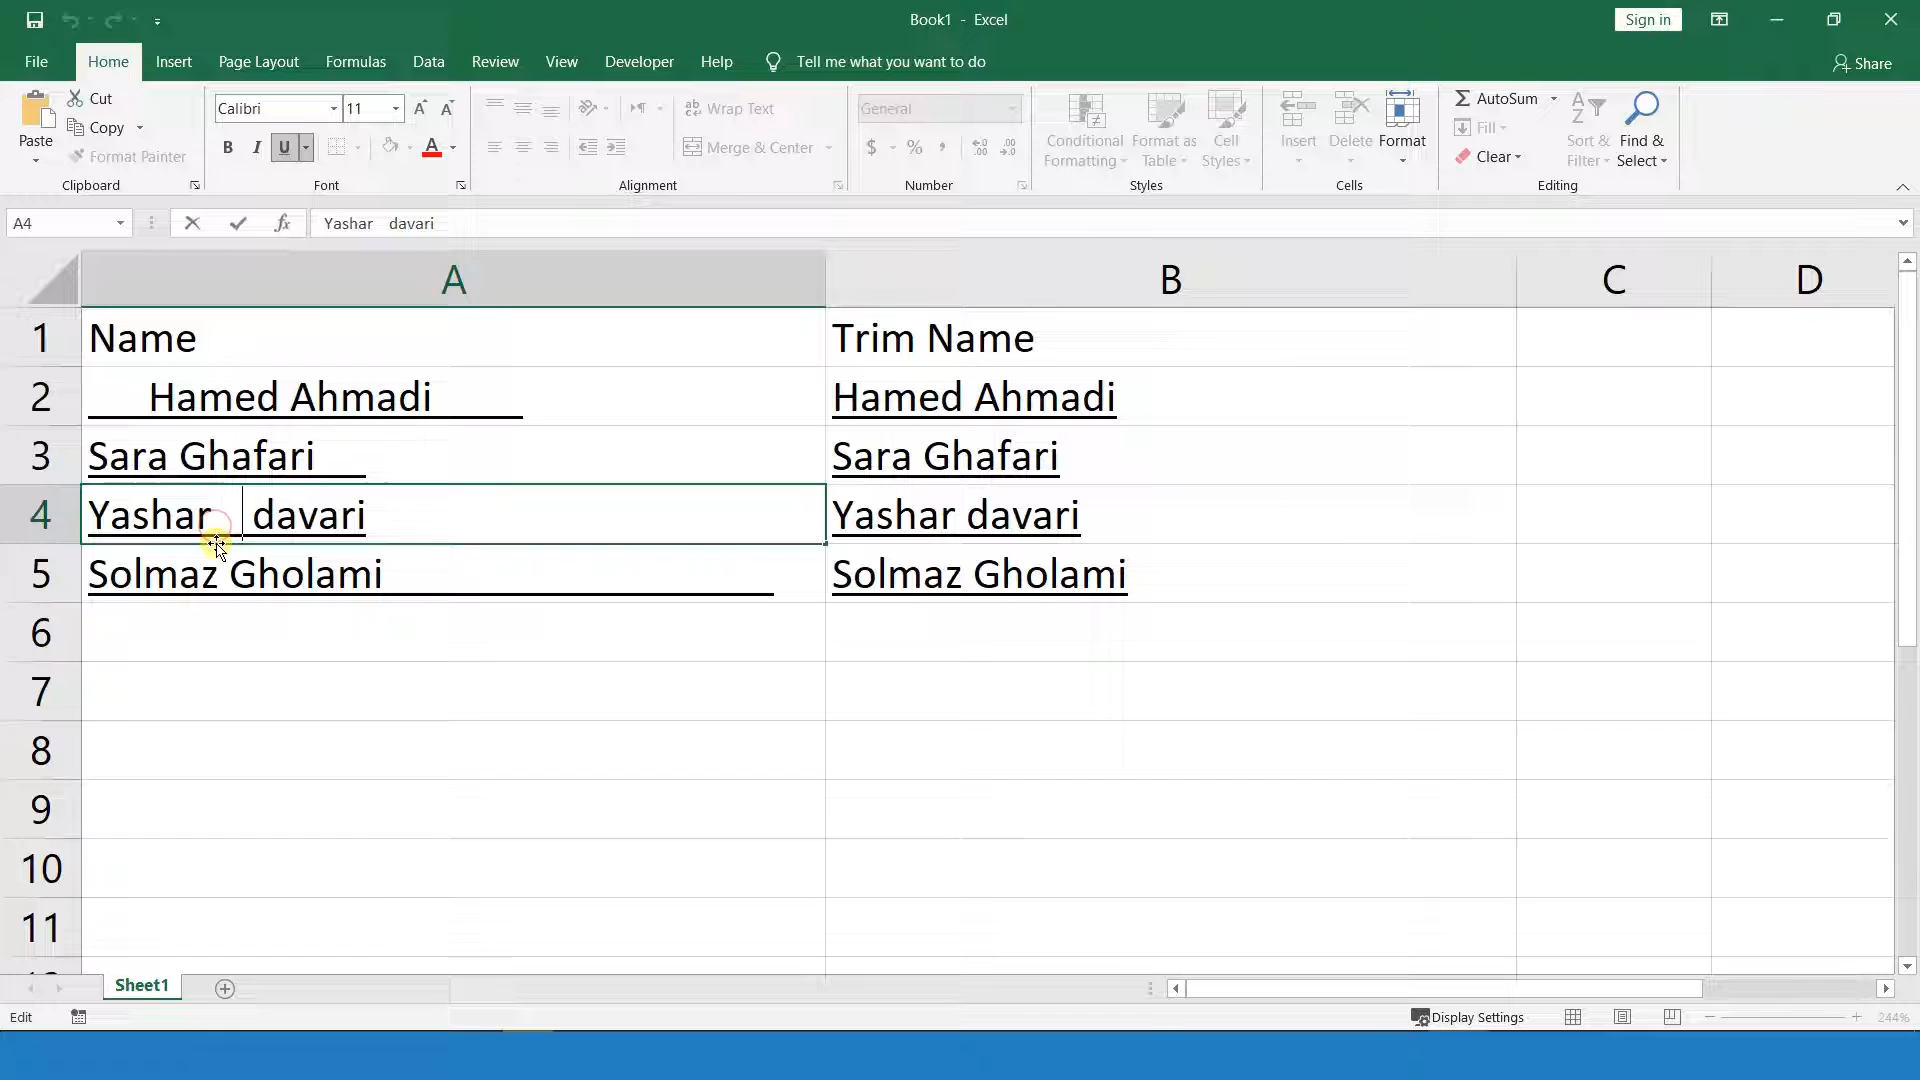 Book1 - Excel
Sign in
File Home Insert Page Layout Formulas Data Review View Developer Help Tell me what you want to do Share
Paste
Cut
Copy
Format Painter
Clipboard
Calibri 11
B I U A
Font
ab Wrap Text
Merge & Center
Alignment
General
$ % ,
Number
Conditional Formatting
Format as Table
Cell Styles
Styles
Insert Delete Format
Cells
AutoSum
Fill
Clear
Sort & Filter
Find & Select
Editing
A4 fx Yashar    davari
A B C D
1 Name Trim Name
2 Hamed Ahmadi Hamed Ahmadi
3 Sara Ghafari Sara Ghafari
4 Yashar    davari Yashar davari
5 Solmaz Gholami Solmaz Gholami
6
7
8
9
10
11
Sheet1
Edit Display Settings 244%